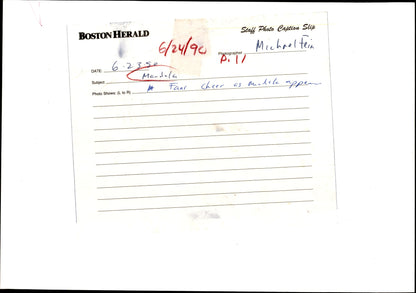 BOSTON HERALD
Staff Photo Caption Slip
6/24/90
PHOTOGRAPHER Michael Fein
P. 11
DATE: 6-23-90
Subject: Mandela
Photo Shows: (L to R) Fans cheer as Mandela appears